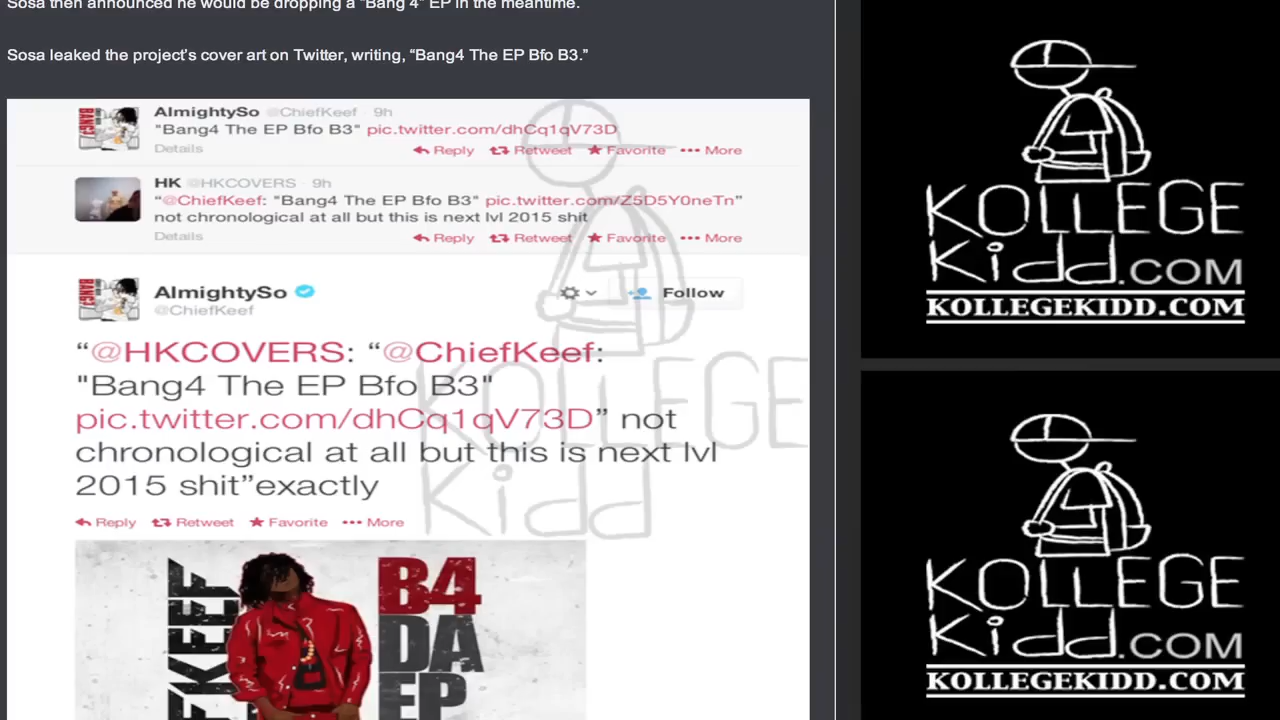 Sosa then announced he would be dropping a “Bang 4” EP in the meantime.
Sosa leaked the project's cover art on Twitter, writing, “Bang4 The EP Bfo B3.”
AlmightySo @ChiefKeef 9h
"Bang4 The EP Bfo B3" pic.twitter.com/dhCq1qV73D
Details Reply Retweet Favorite More
HK @HKCOVERS 9h
“@ChiefKeef: "Bang4 The EP Bfo B3" pic.twitter.com/Z5D5Y0neTn”
not chronological at all but this is next lvl 2015 shit
Details Reply Retweet Favorite More
AlmightySo
@ChiefKeef
Follow
“@HKCOVERS: “@ChiefKeef:
"Bang4 The EP Bfo B3"
pic.twitter.com/dhCq1qV73D” not
chronological at all but this is next lvl
2015 shit”exactly
Reply Retweet Favorite More
KOLLEGE
Kidd
B4
DA
EP
KOLLEGE
Kidd.COM
KOLLEGEKIDD.COM
KOLLEGE
Kidd.COM
KOLLEGEKIDD.COM